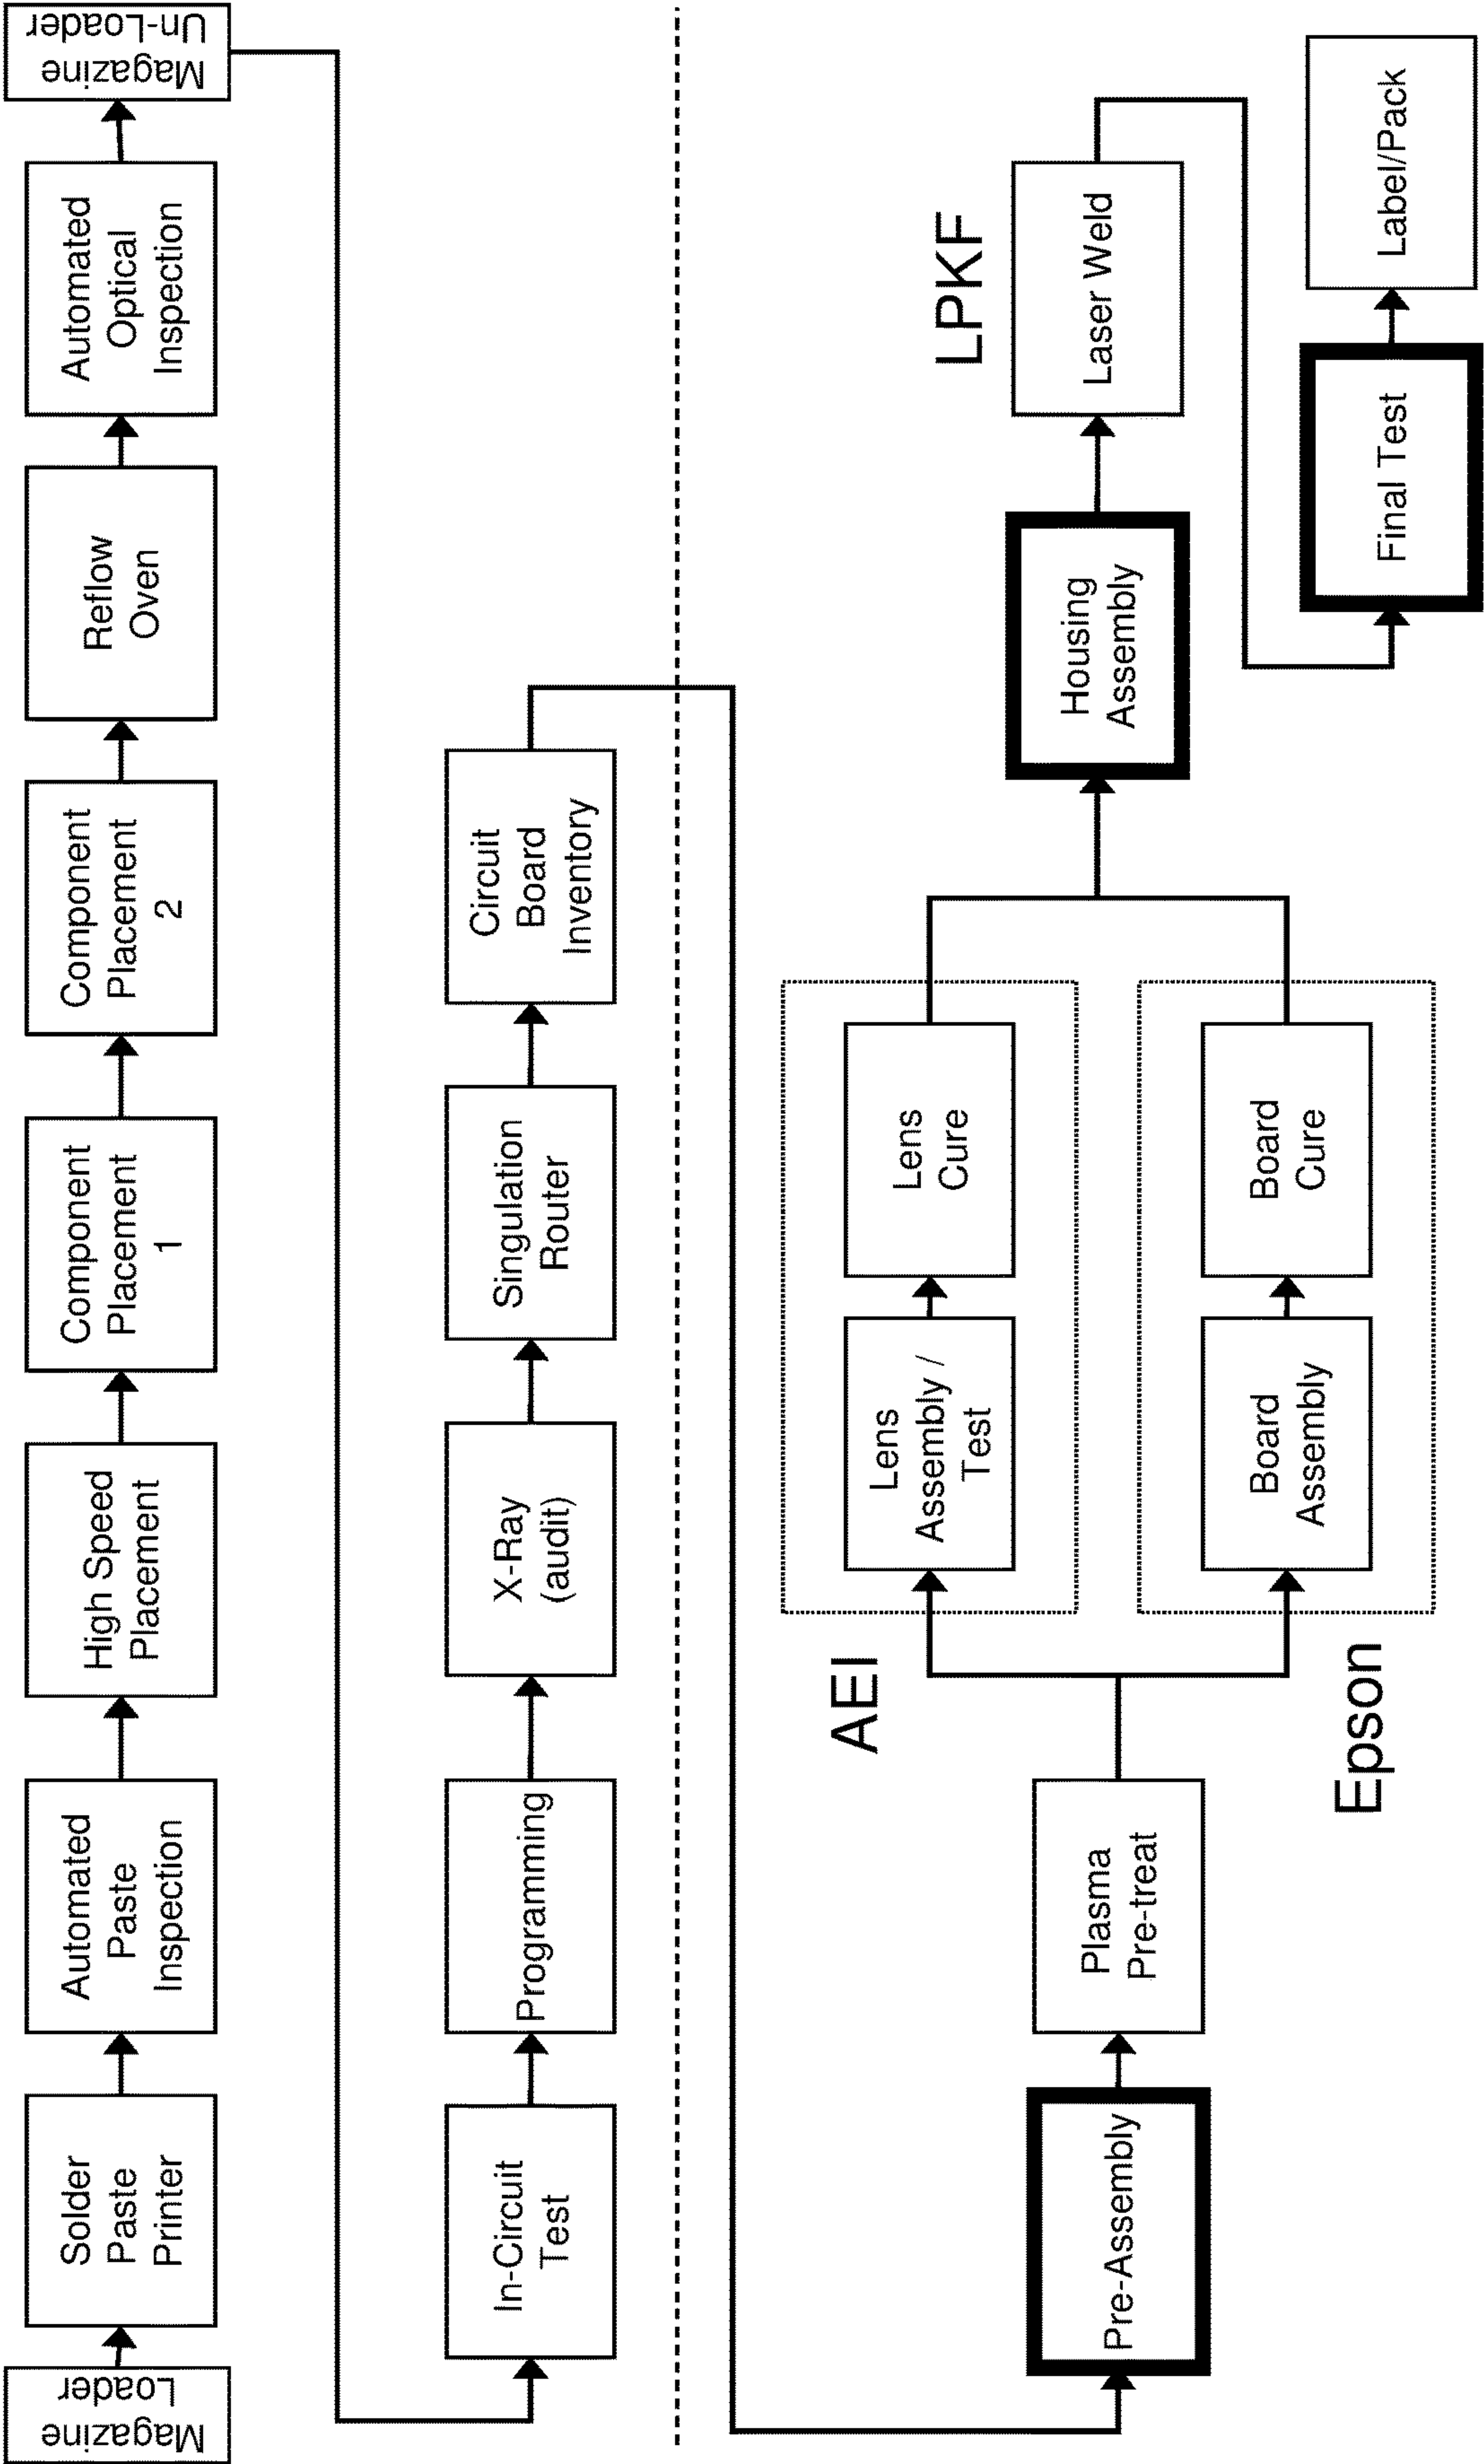 Magazine
Loader
Solder
Paste
Printer
Automated
Paste
Inspection
High Speed
Placement
Component
Placement
1
Component
Placement
2
Reflow
Oven
Automated
Optical
Inspection
Magazine
Un-Loader
In-Circuit
Test
Programming
X-Ray
(audit)
Singulation
Router
Circuit
Board
Inventory
Pre-Assembly
Plasma
Pre-treat
AEI
Lens
Assembly /
Test
Lens
Cure
Epson
Board
Assembly
Board
Cure
Housing
Assembly
LPKF
Laser Weld
Final Test
Label/Pack